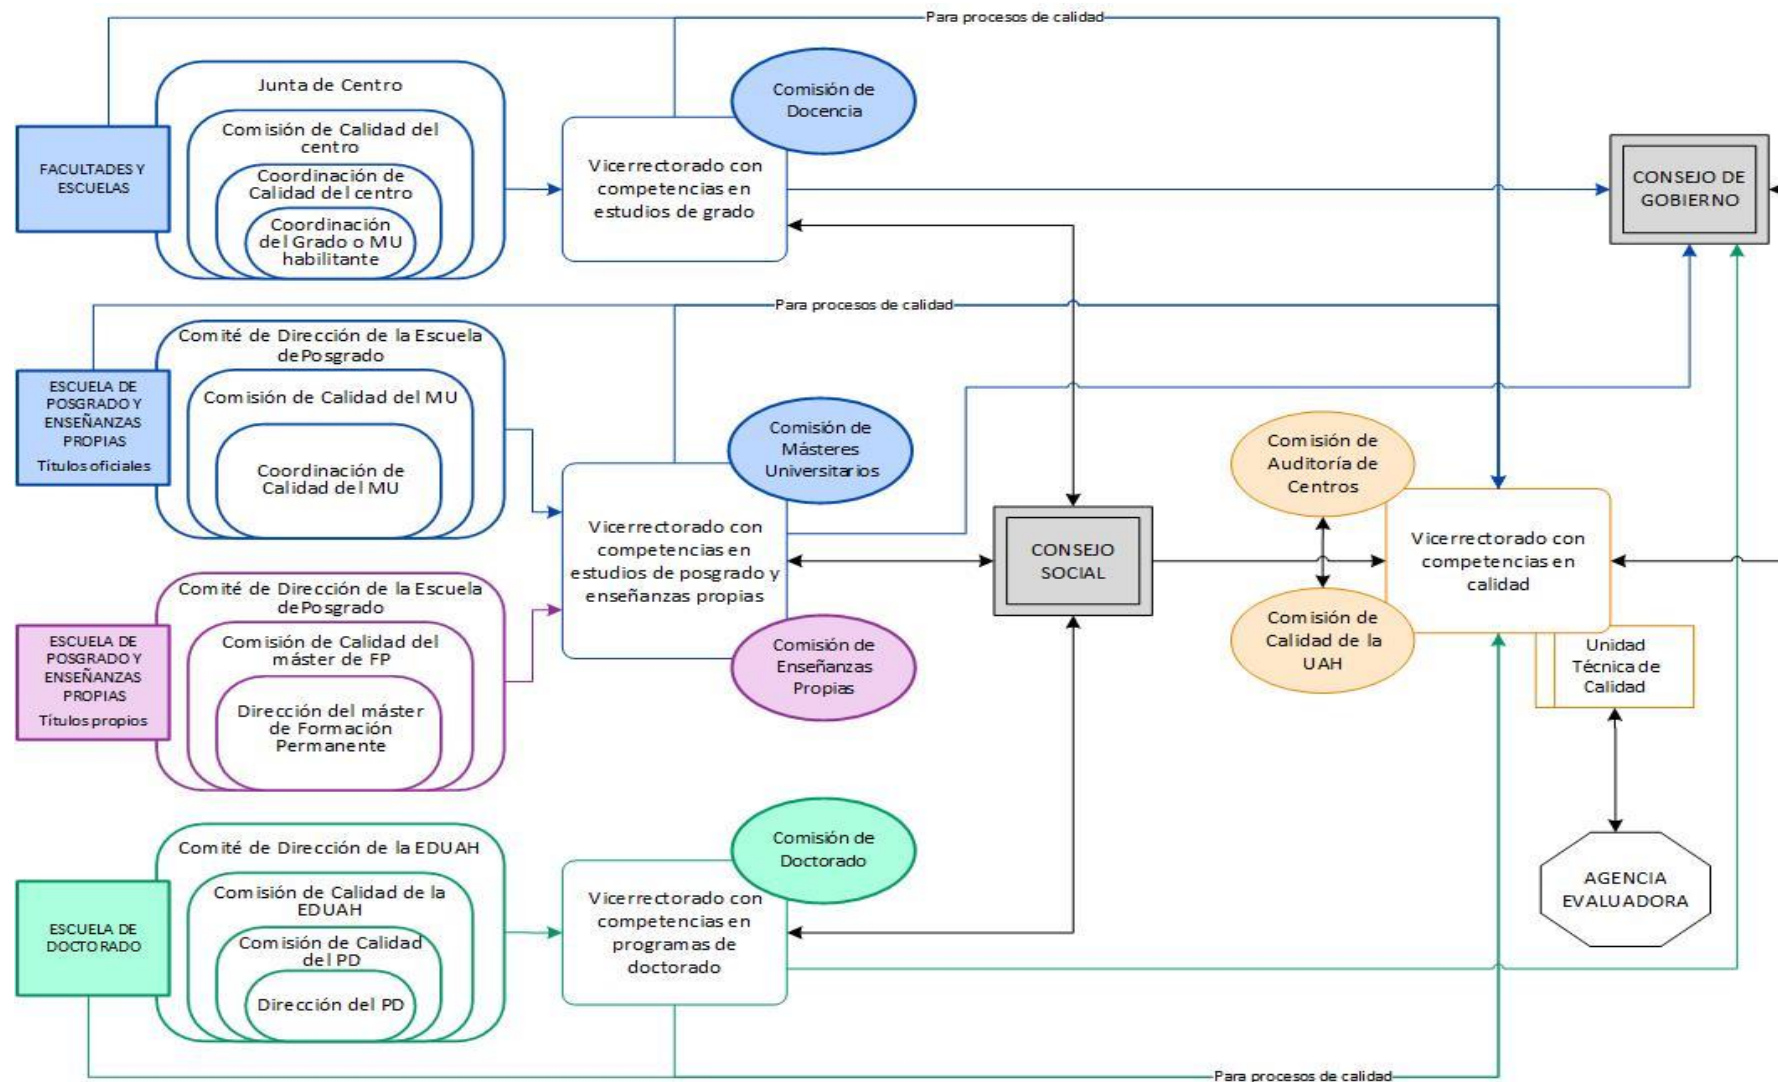 Para procesos de calidad
Junta de Centro
Comisión de Calidad del
centro
Coordinación de
Calidad del centro
Coordinación
del Grado o MU
habilitante
FACULTADES Y
ESCUELAS
Vicerrectorado con
competencias en
estudios de grado
Comisión de
Docencia
CONSEJO DE
GOBIERNO
Para procesos de calidad
Comité de Dirección de la Escuela
de Posgrado
Comisión de Calidad del MU
Coordinación de
Calidad del MU
ESCUELA DE
POSGRADO Y
ENSEÑANZAS
PROPIAS
Títulos oficiales
Comisión de
Másteres
Universitarios
Vicerrectorado con
competencias en
estudios de posgrado y
enseñanzas propias
Comisión de
Enseñanzas
Propias
CONSEJO
SOCIAL
Comisión de
Auditoría de
Centros
Vicerrectorado con
competencias en
calidad
Comisión de
Calidad de la
UAH
Unidad
Técnica de
Calidad
AGENCIA
EVALUADORA
Comité de Dirección de la Escuela
de Posgrado
Comisión de Calidad del
máster de FP
Dirección del máster
de Formación
Permanente
ESCUELA DE
POSGRADO Y
ENSEÑANZAS
PROPIAS
Títulos propios
Comité de Dirección de la EDUAH
Comisión de Calidad de la
EDUAH
Comisión de Calidad
del PD
Dirección del PD
ESCUELA DE
DOCTORADO
Comisión de
Doctorado
Vicerrectorado con
competencias en
programas de
doctorado
Para procesos de calidad